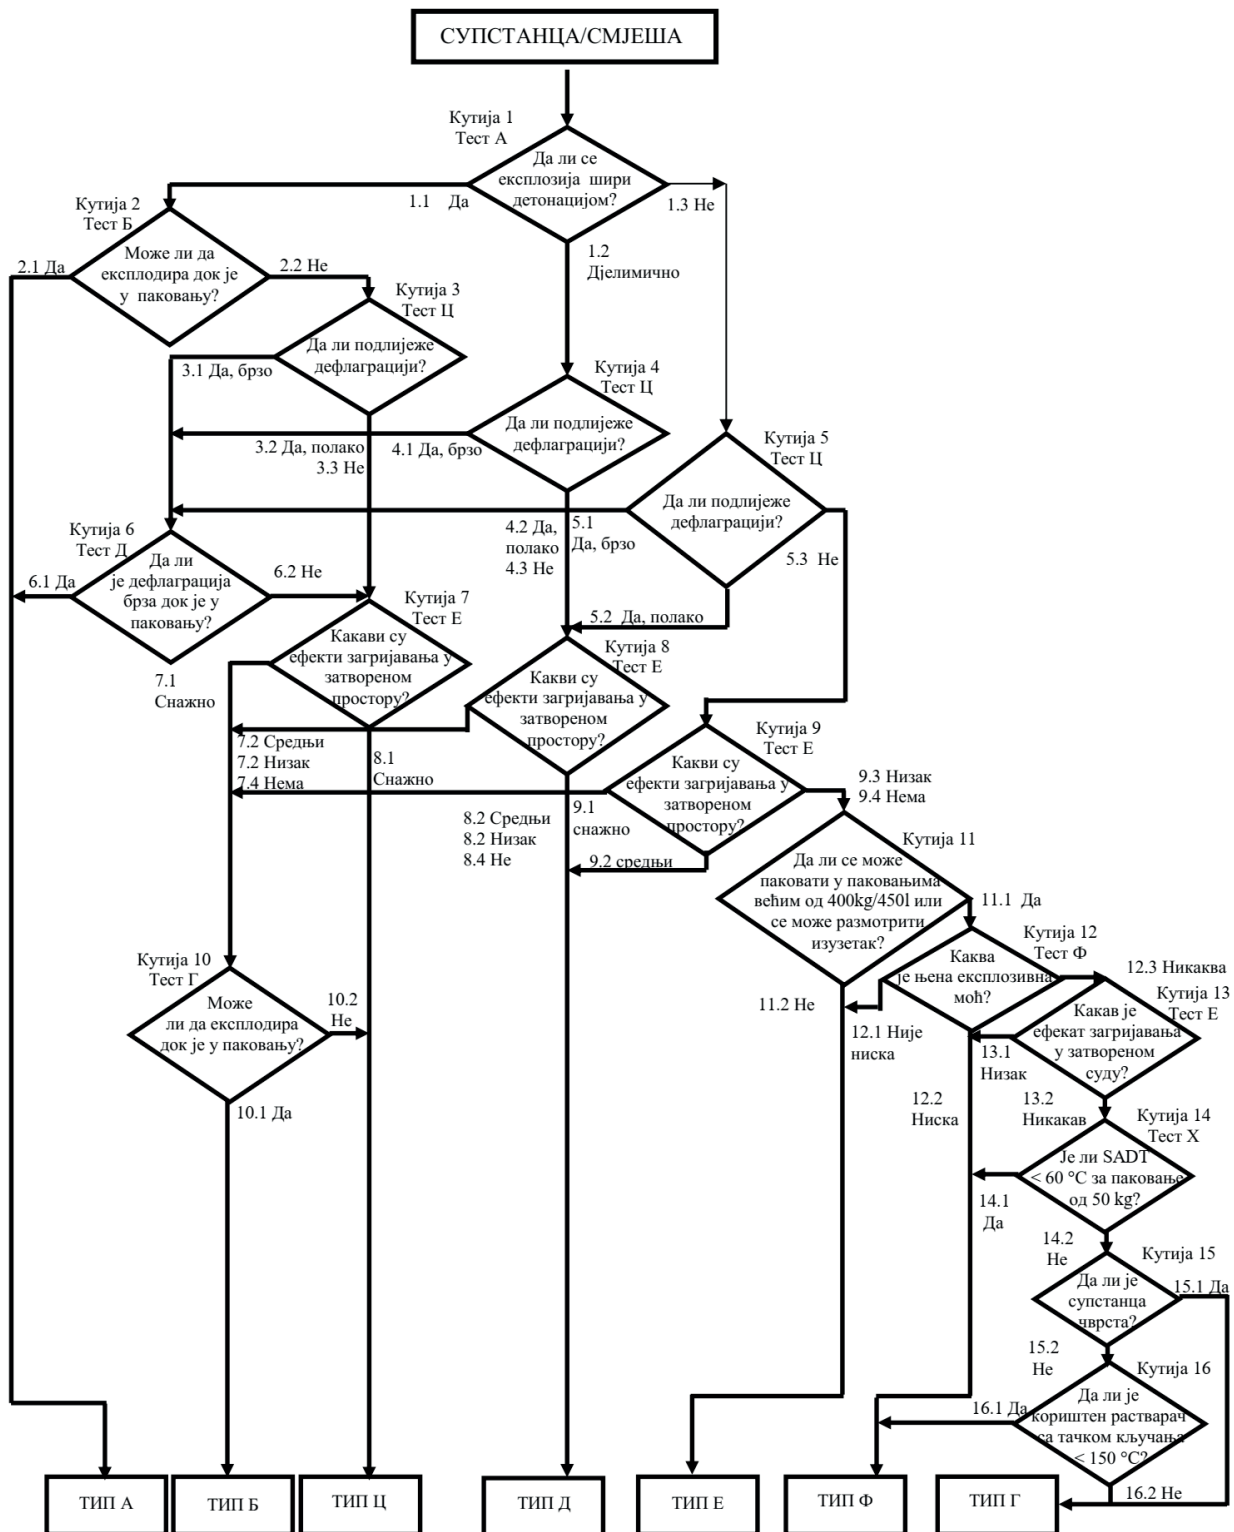 СУПСТАНЦА/СМЈЕША
Кутија 1
Тест А
Да ли се
експлозија шири
детонацијом?
1.1 Да
1.3 Не
1.2
Дјелимично
Кутија 2
Тест Б
Може ли да
експлодира док је
у паковању?
2.1 Да
2.2 Не
Кутија 3
Тест Ц
Да ли подлијеже
дефлаграцији?
3.1 Да, брзо
3.2 Да, полако
3.3 Не
Кутија 4
Тест Ц
Да ли подлијеже
дефлаграцији?
4.1 Да, брзо
4.2 Да,
полако
4.3 Не
Кутија 5
Тест Ц
Да ли подлијеже
дефлаграцији?
5.1
Да, брзо
5.3 Не
5.2 Да, полако
Кутија 6
Тест Д
Да ли
је дефлаграција
брза док је у
паковању?
6.1 Да
6.2 Не
Кутија 7
Тест Е
Какави су
ефекти загријавања у
затвореном
простору?
7.1
Снажно
7.2 Средњи
7.2 Низак
7.4 Нема
Кутија 8
Тест Е
Какви су
ефекти загријавања у
затвореном
простору?
8.1
Снажно
8.2 Средњи
8.2 Низак
8.4 Не
Кутија 9
Тест Е
Какви су
ефекти загријавања у
затвореном
простору?
9.1
снажно
9.2 средњи
9.3 Низак
9.4 Нема
Кутија 10
Тест Г
Може
ли да експлодира
док је у паковању?
10.2
Не
10.1 Да
Кутија 11
Да ли се може
паковати у паковањима
већим од 400kg/450l или
се може размотрити
изузетак?
11.1 Да
11.2 Не
Кутија 12
Тест Ф
Каква
је њена експлозивна
моћ?
12.1 Није
ниска
12.2
Ниска
12.3 Никаква
Кутија 13
Тест Е
Какав је
ефекат загријавања
у затвореном
суду?
13.1
Низак
13.2
Никакав
Кутија 14
Тест Х
Је ли SADT
< 60 °C за паковање
од 50 kg?
14.1
Да
14.2
Не
Кутија 15
Да ли је
супстанца
чврста?
15.1 Да
15.2
Не
Кутија 16
Да ли је
кориштен растварач
са тачком кључања
< 150 °C?
16.1 Да
16.2 Не
ТИП А
ТИП Б
ТИП Ц
ТИП Д
ТИП Е
ТИП Ф
ТИП Г